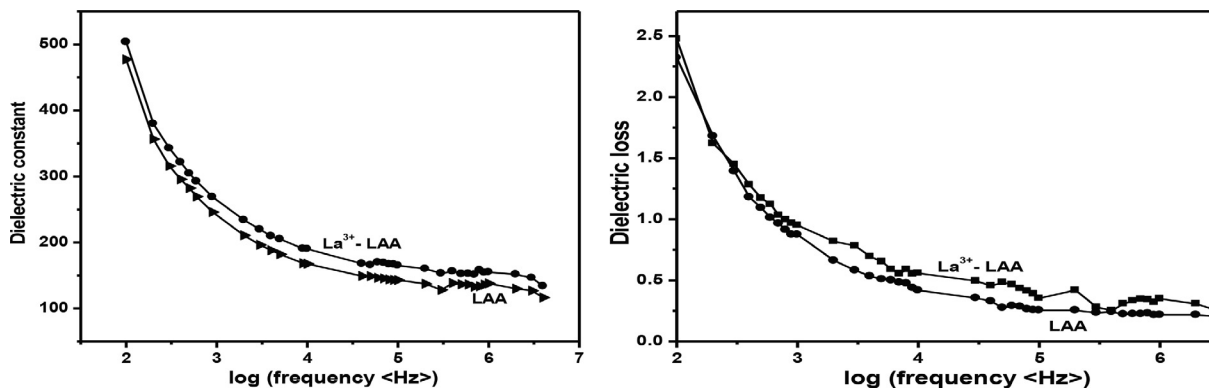 Dielectric constant
500
400
300
200
100
La³⁺- LAA
LAA
2 3 4 5 6 7
log (frequency <Hz>)
Dielectric loss
2.5
2.0
1.5
1.0
0.5
0.0
La³⁺- LAA
LAA
2 3 4 5 6
log (frequency <Hz>)